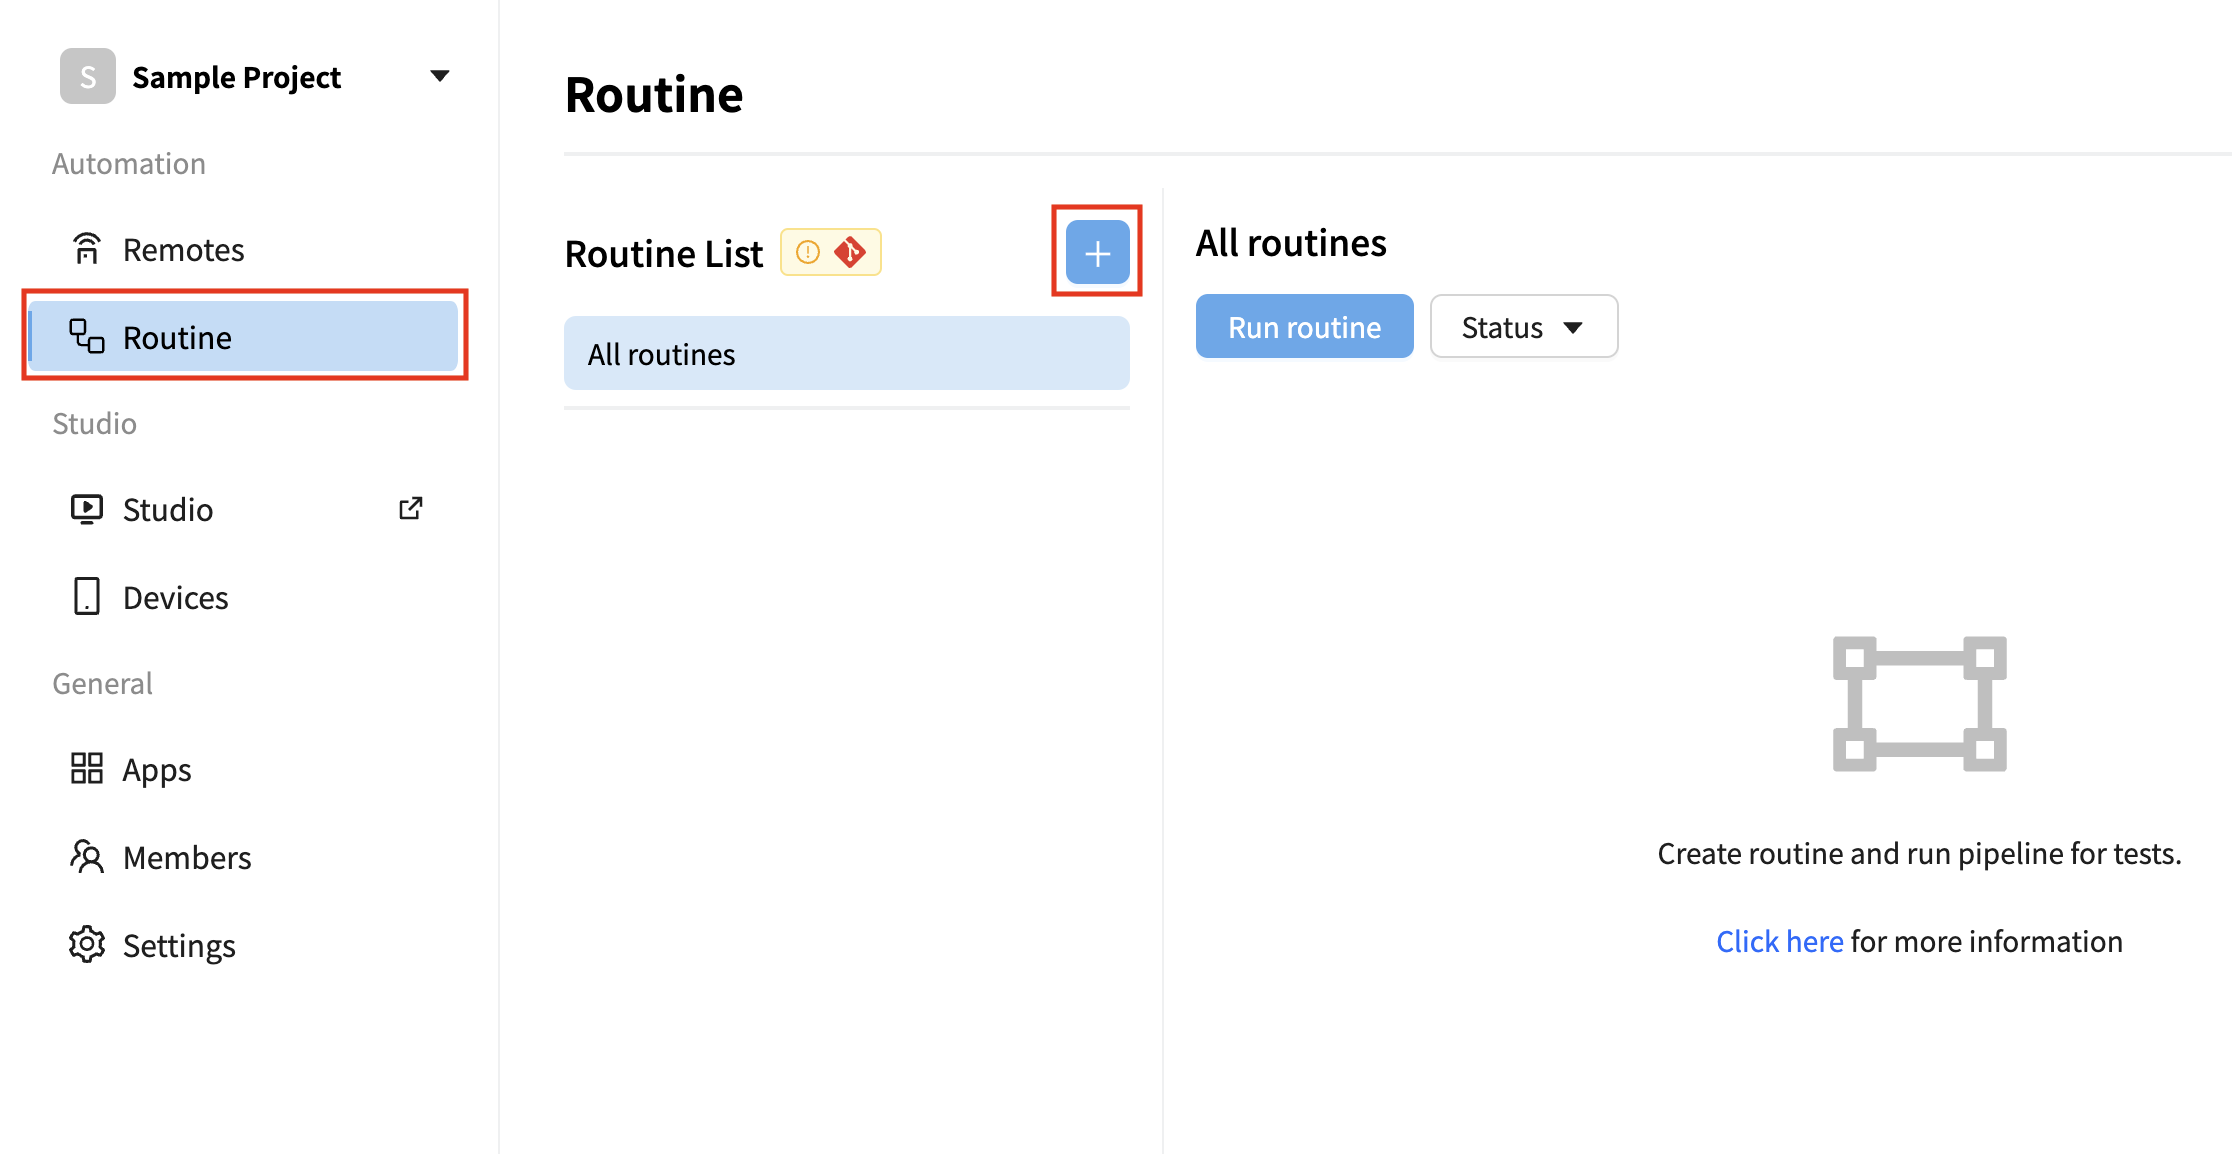 S Sample Project
Automation
Remotes
Routine
Studio
Studio
Devices
General
Apps
Members
Settings
Routine
Routine List
All routines
All routines
Run routine
Status
Create routine and run pipeline for tests.
Click here for more information